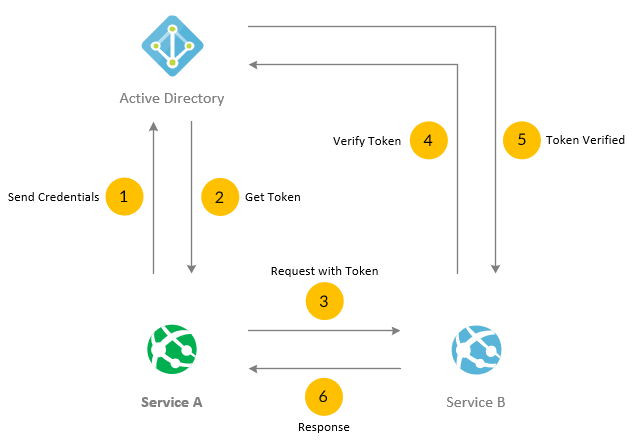 Active Directory
Verify Token
4
5
Token Verified
Send Credentials
1
2
Get Token
Request with Token
3
Service A
Service B
6
Response